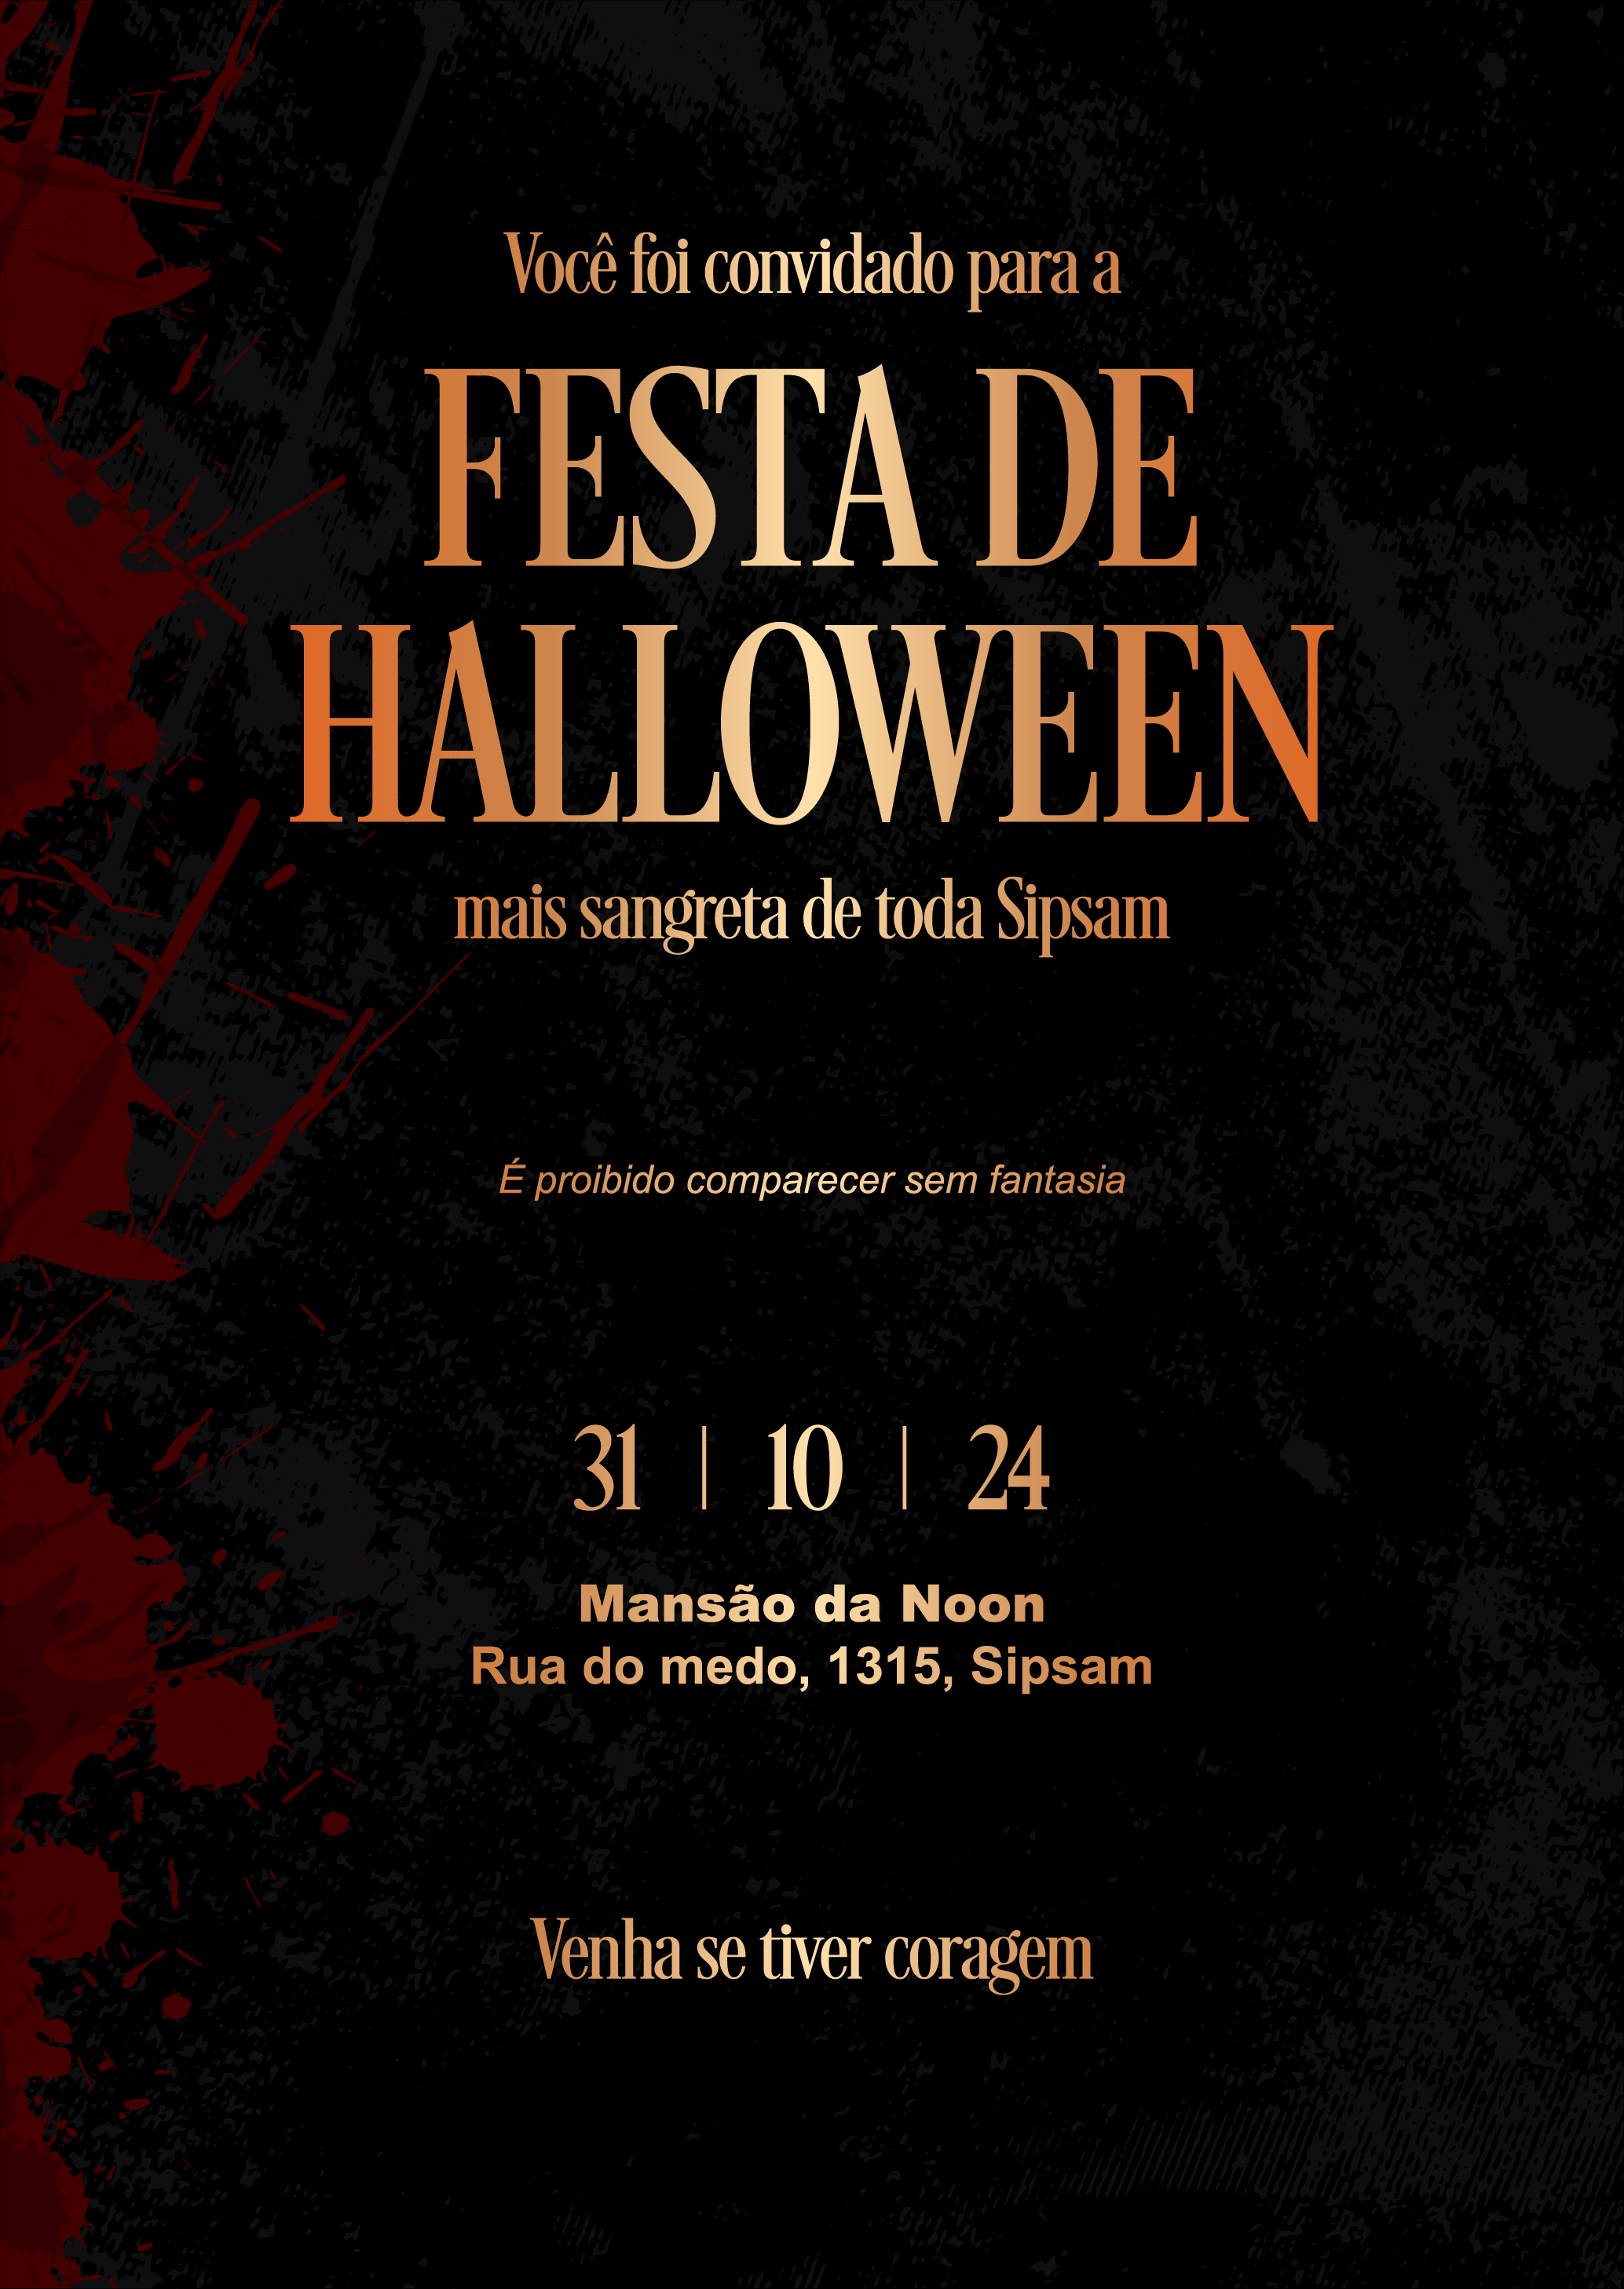 Você foi convidado para a
FESTA DE
HALLOWEEN
mais sangreta de toda Sipsam
É proibido comparecer sem fantasia
31 | 10 | 24
Mansão da Noon
Rua do medo, 1315, Sipsam
Venha se tiver coragem